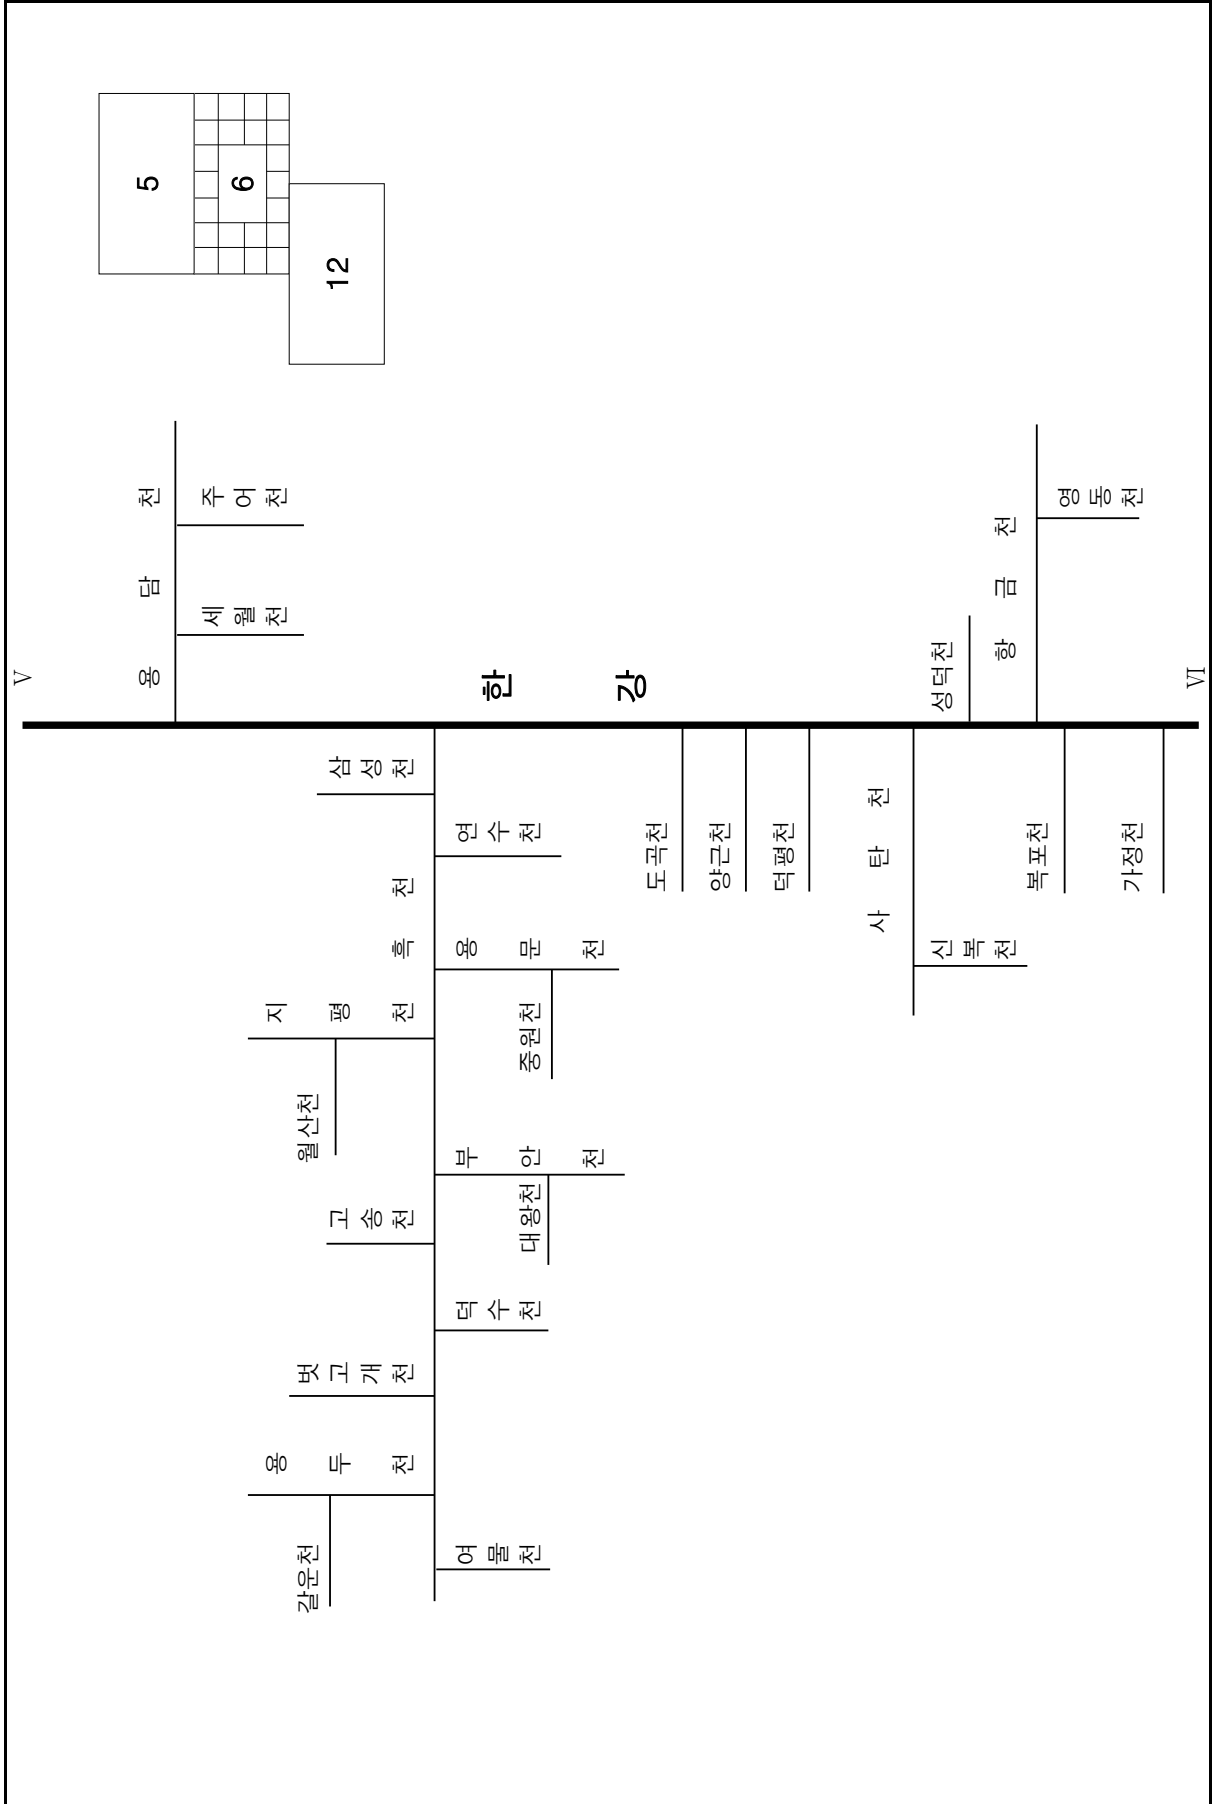 V
5
용 담 천
주어천
세월천
6
12
용두천
갈운천
벗고개천
고송천
지평천
월산천
삼성천
흑 천
여물천
덕수천
부안천
대왕천
용문천
중원천
연수천
한 강
도곡천
양근천
덕평천
사 탄 천
신복천
성덕천
항 금 천
영동천
복포천
가정천
VI